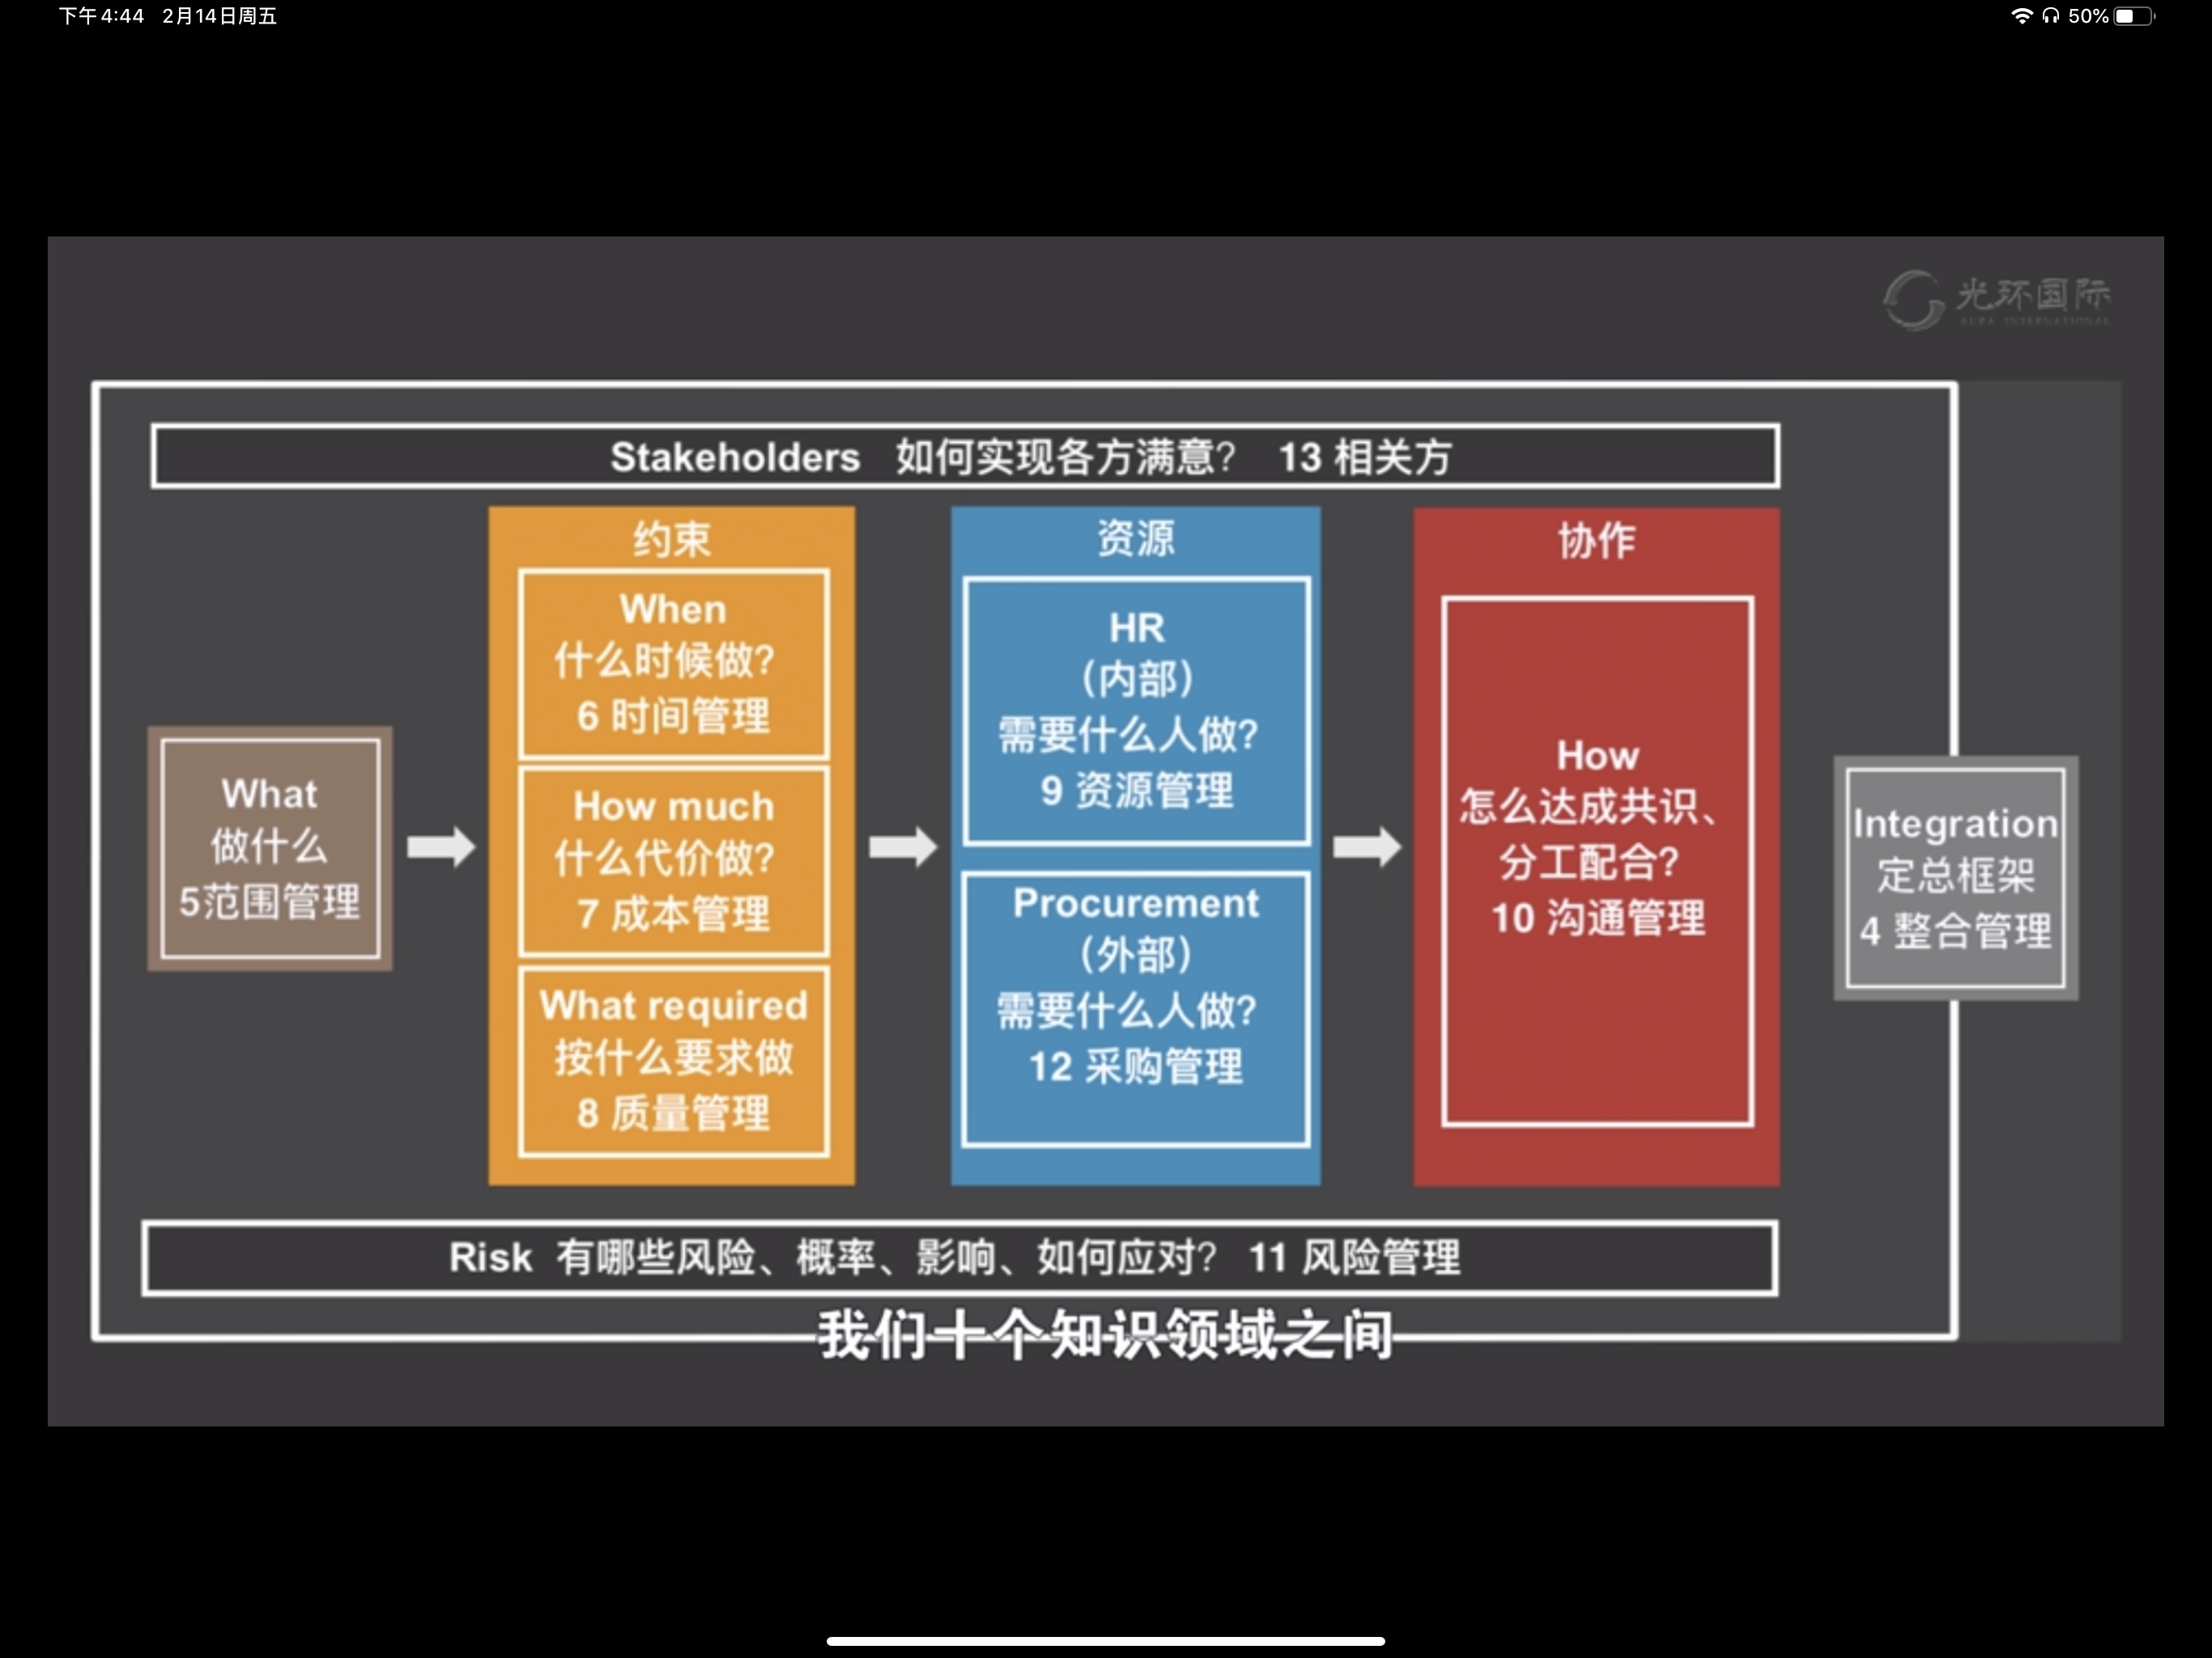 下午4:44 2月14日周五
50%
光环国际
AURA INTERNATIONAL
Stakeholders 如何实现各方满意? 13 相关方
What
做什么
5范围管理
约束
When
什么时候做?
6 时间管理
How much
什么代价做?
7 成本管理
What required
按什么要求做
8 质量管理
资源
HR
(内部)
需要什么人做?
9 资源管理
Procurement
(外部)
需要什么人做?
12 采购管理
协作
How
怎么达成共识、
分工配合?
10 沟通管理
Integration
定总框架
4 整合管理
Risk 有哪些风险、概率、影响、如何应对? 11 风险管理
我们十个知识领域之间